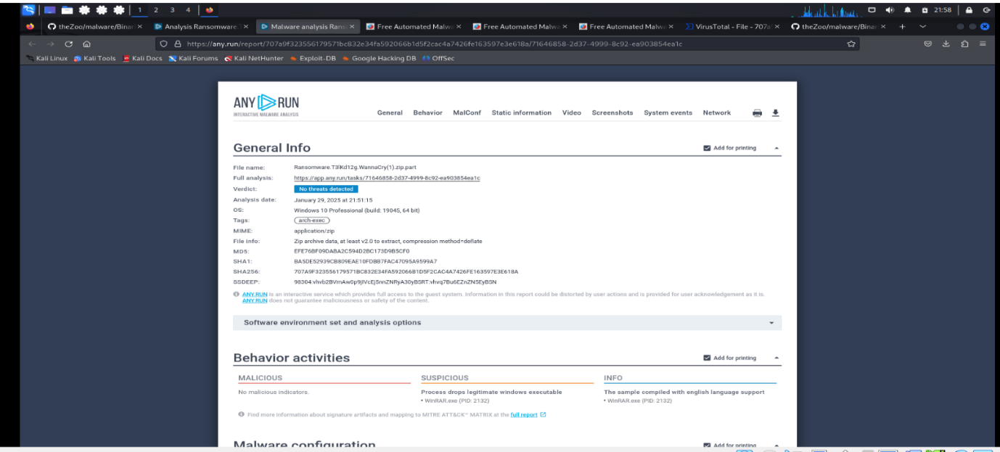 1 2 3 4 21:58
theZoo/malware/Binar × Analysis Ransomware.T × Malware analysis Rans × Free Automated Malwa × Free Automated Malwa × Free Automated Malwa × VirusTotal - File - 707a × theZoo/malware/Binar × +
https://any.run/report/707a9f323556179571bc832e34fa592066b1d5f2cac4a7426fe163597e3e618a/71646858-2d37-4999-8c92-ea903854ea1c
Kali Linux Kali Tools Kali Docs Kali Forums Kali NetHunter Exploit-DB Google Hacking DB OffSec
ANY RUN
INTERACTIVE MALWARE ANALYSIS
General Behavior MalConf Static information Video Screenshots System events Network
General Info Add for printing
File name: Ransomware.T3lKd12g.WannaCry(1).zip.part
Full analysis: https://app.any.run/tasks/71646858-2d37-4999-8c92-ea903854ea1c
Verdict: No threats detected
Analysis date: January 29, 2025 at 21:51:15
OS: Windows 10 Professional (build: 19045, 64 bit)
Tags: arch-exec
MIME: application/zip
File info: Zip archive data, at least v2.0 to extract, compression method=deflate
MD5: EFE76BF09DABA2C594D2BC173D9B5CF0
SHA1: BA5DE52939CB809EAE10FDBB7FAC47095A9599A7
SHA256: 707A9F323556179571BC832E34FA592066B1D5F2CAC4A7426FE163597E3E618A
SSDEEP:
ANY.RUN is an interactive service which provides full access to the guest system. Information in this report could be distorted by user actions and is provided for user acknowledgement as it is.
ANY.RUN does not guarantee maliciousness or safety of the content.
Software environment set and analysis options
Behavior activities Add for printing
MALICIOUS SUSPICIOUS INFO
No malicious indicators. Process drops legitimate windows executable The sample compiled with english language support
• WinRAR.exe (PID: 2132) • WinRAR.exe (PID: 2132)
Find more information about signature artifacts and mapping to MITRE ATT&CK™ MATRIX at the full report
Malware configuration Add for printing